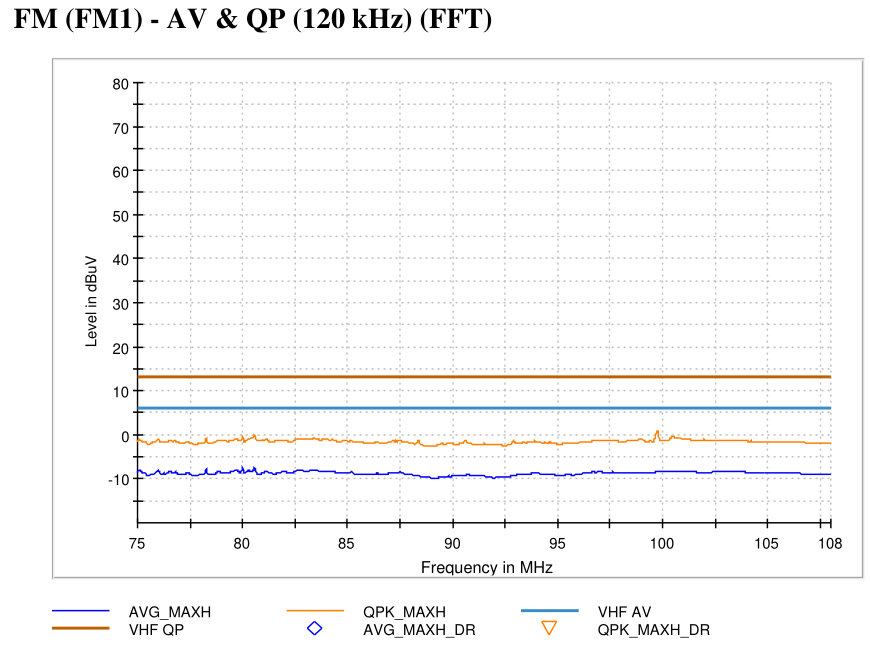 FM (FM1) - AV & QP (120 kHz) (FFT)
80
70
60
50
40
30
20
10
0
-10
Level in dBuV
75 80 85 90 95 100 105 108
Frequency in MHz
AVG_MAXH QPK_MAXH VHF AV
VHF QP AVG_MAXH_DR QPK_MAXH_DR